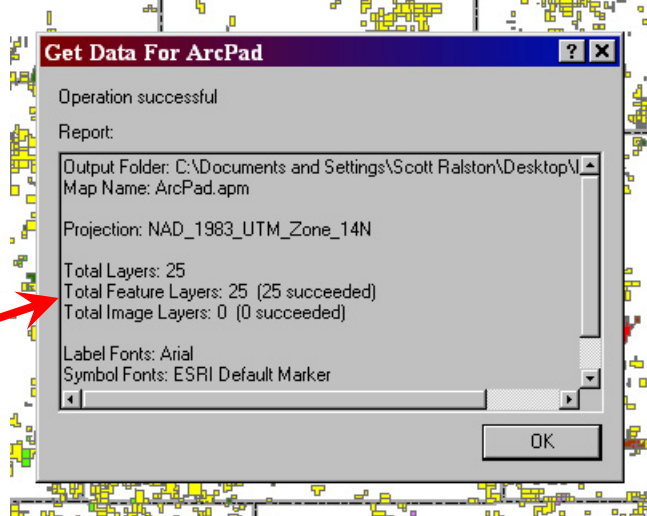 Get Data For ArcPad
Operation successful
Report:
Output Folder: C:\Documents and Settings\Scott Ralston\Desktop\
Map Name: ArcPad.apm
Projection: NAD_1983_UTM_Zone_14N
Total Layers: 25
Total Feature Layers: 25 (25 succeeded)
Total Image Layers: 0 (0 succeeded)
Label Fonts: Arial
Symbol Fonts: ESRI Default Marker
OK